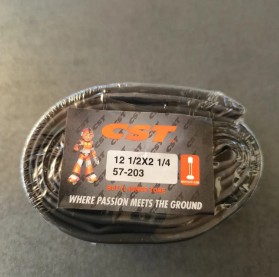 CST
12 1/2X2 1/4
57-203
WHERE PASSION MEETS THE GROUND